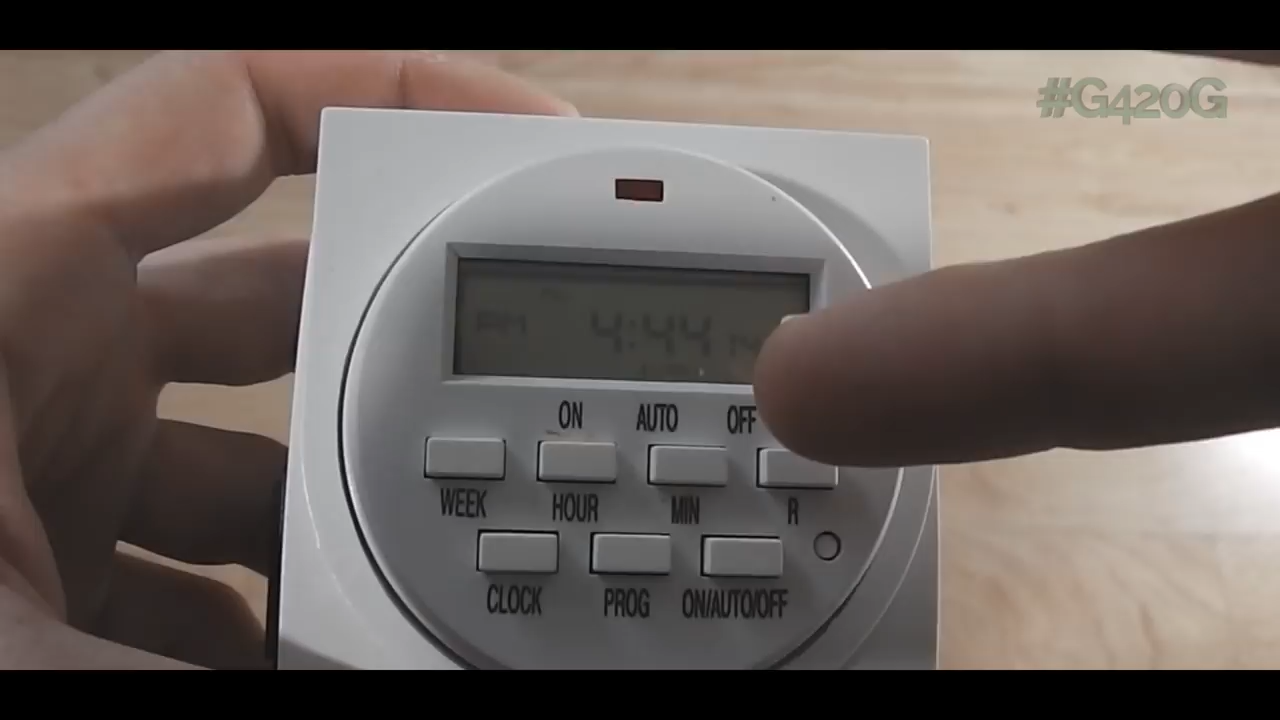 #G420G
AM 4:44
ON AUTO OFF
WEEK HOUR MIN R
CLOCK PROG ON/AUTO/OFF